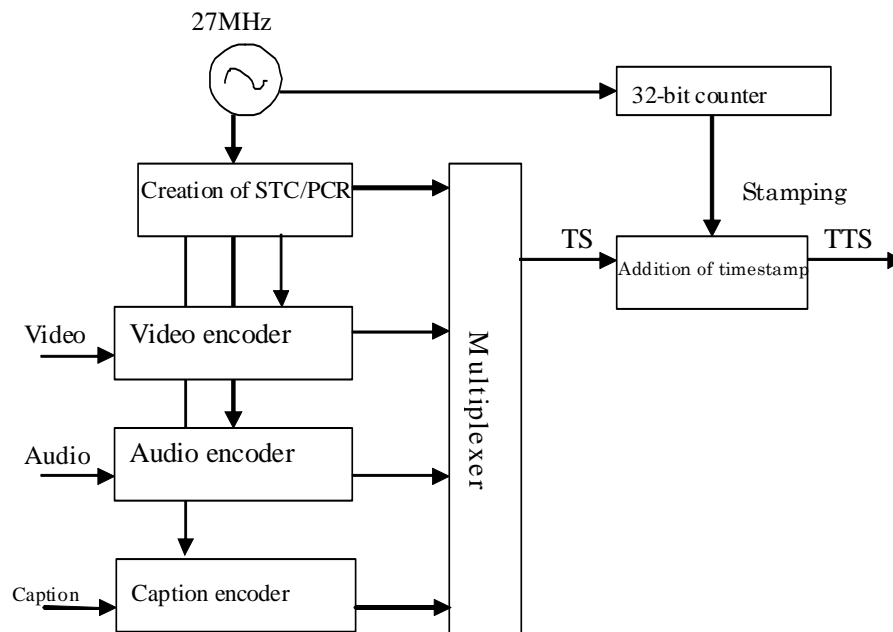 27MHz
32-bit counter
Creation of STC/PCR
Stamping
TS
TTS
Addition of timestamp
Video
Video encoder
Multiplexer
Audio
Audio encoder
Caption
Caption encoder